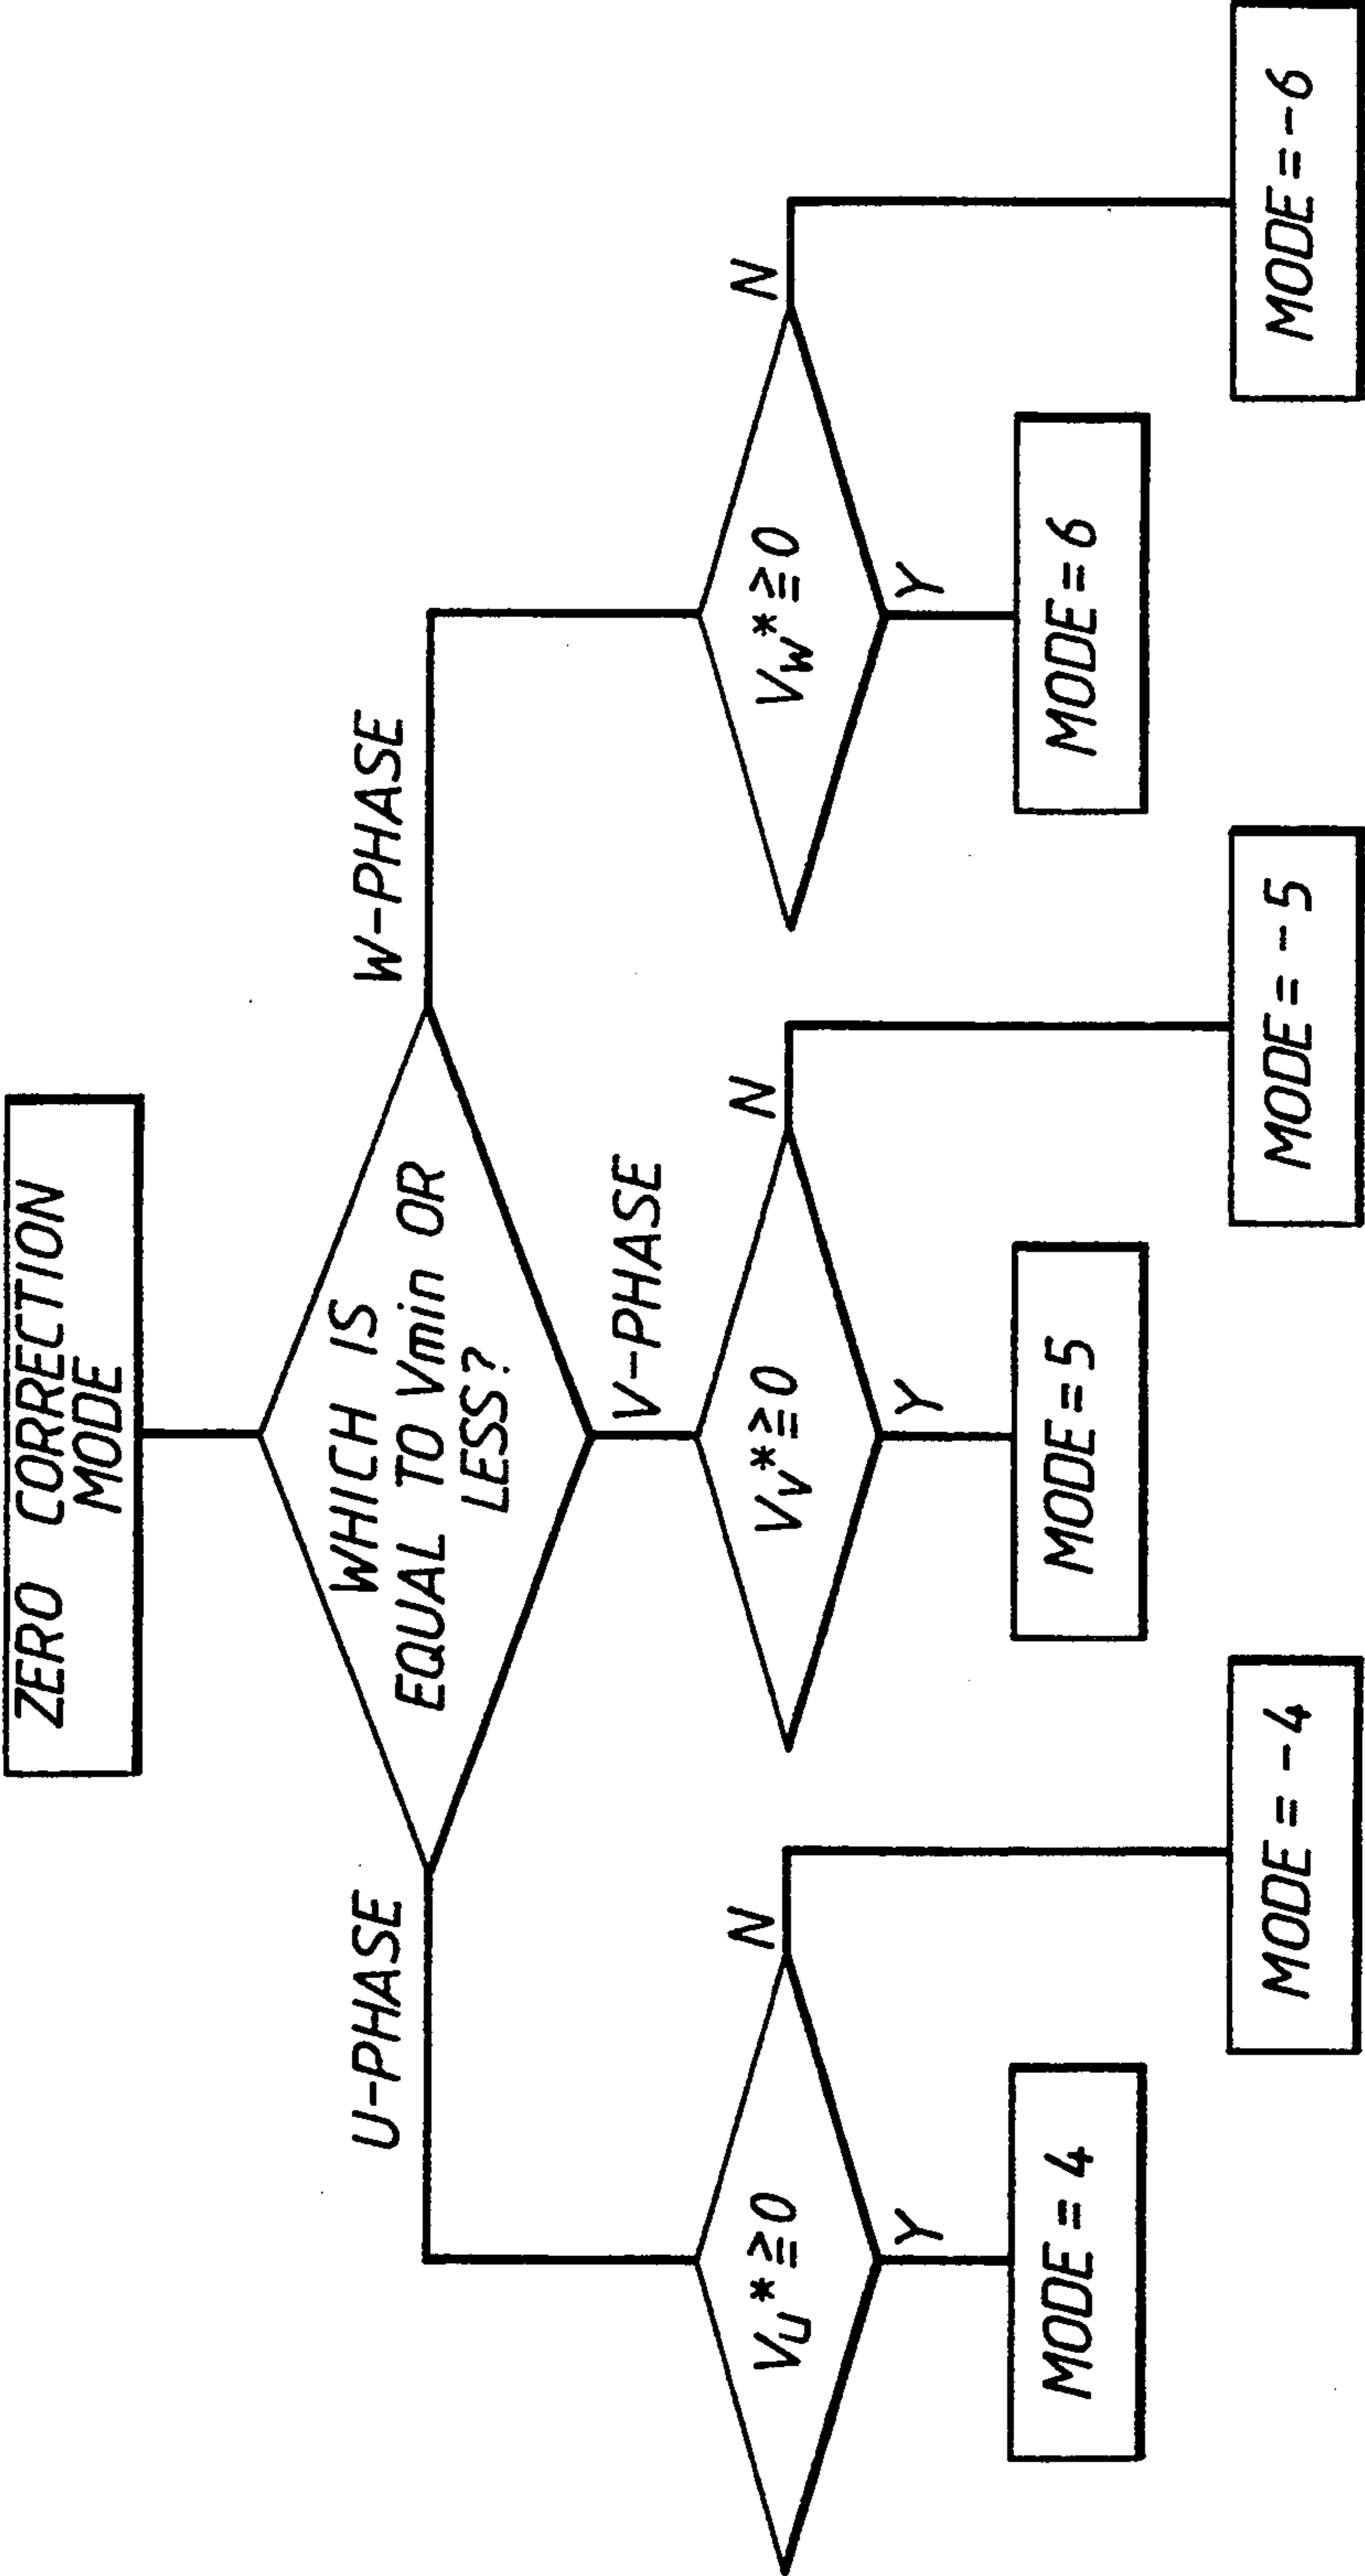 ZERO CORRECTION
MODE
WHICH IS
EQUAL TO Vmin OR
LESS?
U-PHASE
V-PHASE
W-PHASE
VU*≧0
N
Y
VV*≧0
N
Y
VW*≧0
N
Y
MODE=4
MODE=-4
MODE=5
MODE=-5
MODE=6
MODE=-6